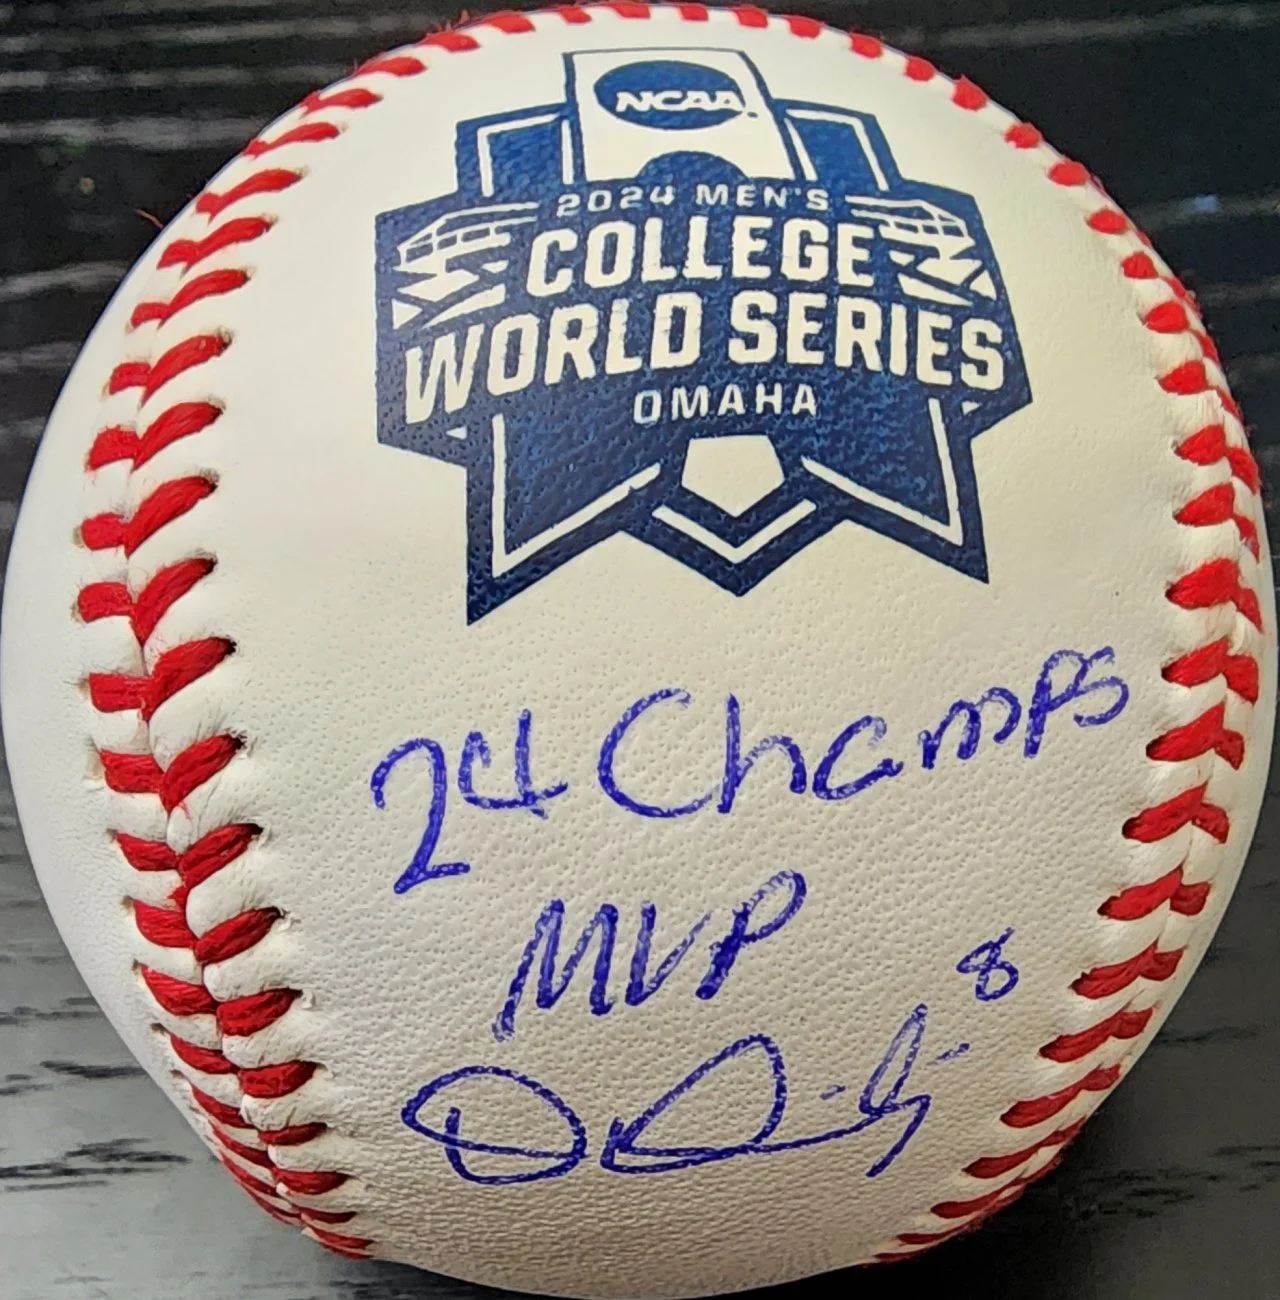 NCAA
2024 MEN'S
COLLEGE
WORLD SERIES
OMAHA
24 Champs
MVP
8